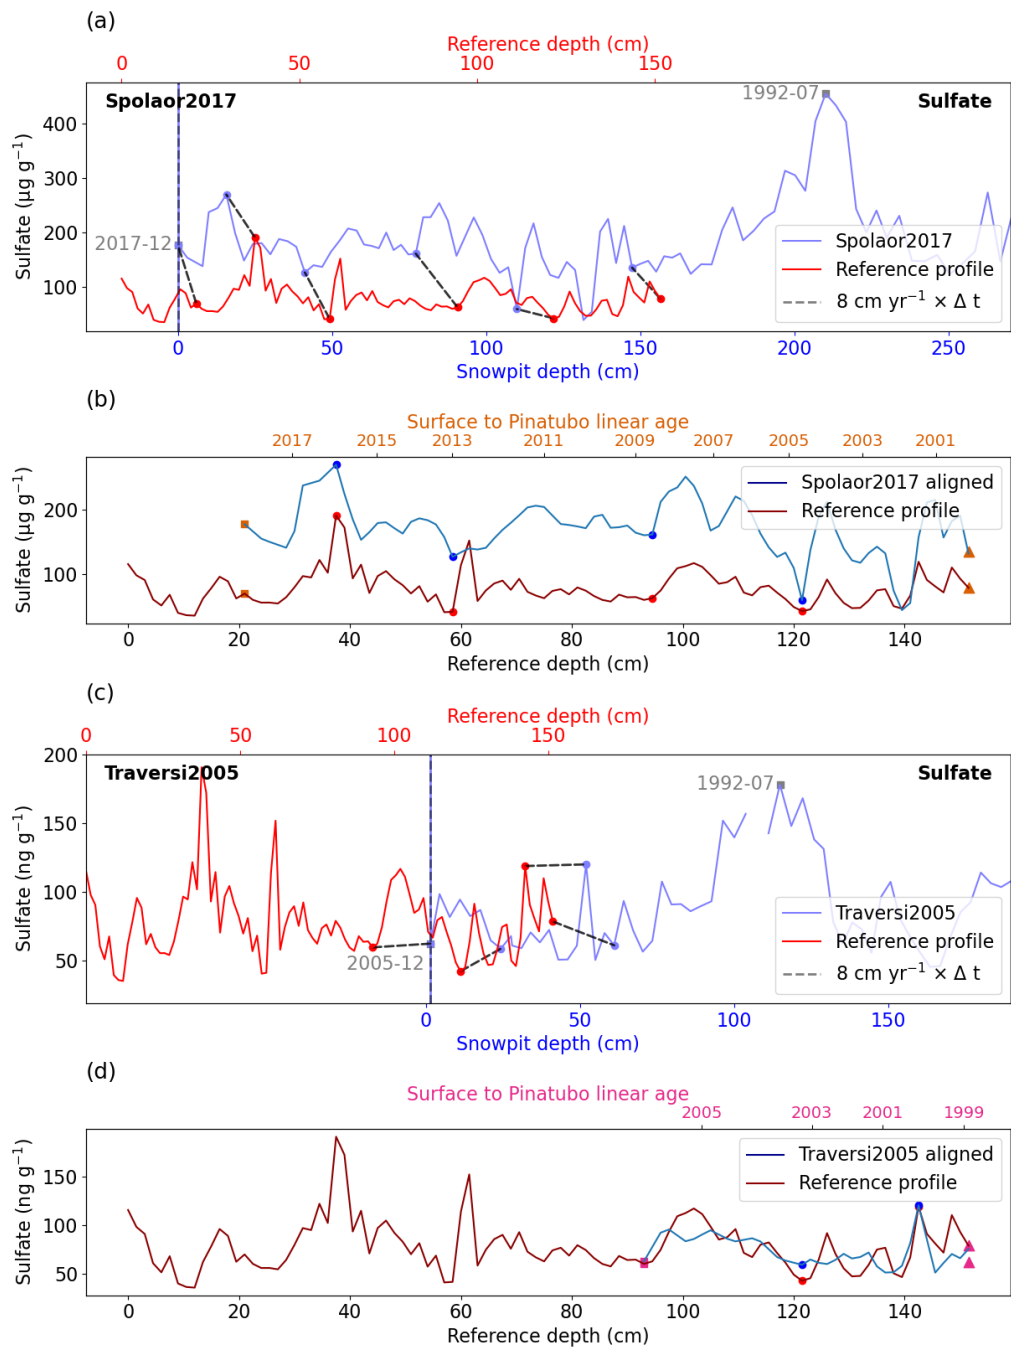 (a)
Reference depth (cm)
0 50 100 150
Spolaor2017
1992-07
Sulfate
Sulfate (µg g⁻¹)
400
300
200
100
2017-12
Spolaor2017
Reference profile
8 cm yr⁻¹ × Δ t
0 50 100 150 200 250
Snowpit depth (cm)
(b)
Surface to Pinatubo linear age
2017 2015 2013 2011 2009 2007 2005 2003 2001
Sulfate (µg g⁻¹)
200
100
Spolaor2017 aligned
Reference profile
0 20 40 60 80 100 120 140
Reference depth (cm)
(c)
Reference depth (cm)
0 50 100 150
Traversi2005
1992-07
Sulfate
Sulfate (ng g⁻¹)
200
150
100
50
2005-12
Traversi2005
Reference profile
8 cm yr⁻¹ × Δ t
0 50 100 150
Snowpit depth (cm)
(d)
Surface to Pinatubo linear age
2005 2003 2001 1999
Sulfate (ng g⁻¹)
150
100
50
Traversi2005 aligned
Reference profile
0 20 40 60 80 100 120 140
Reference depth (cm)